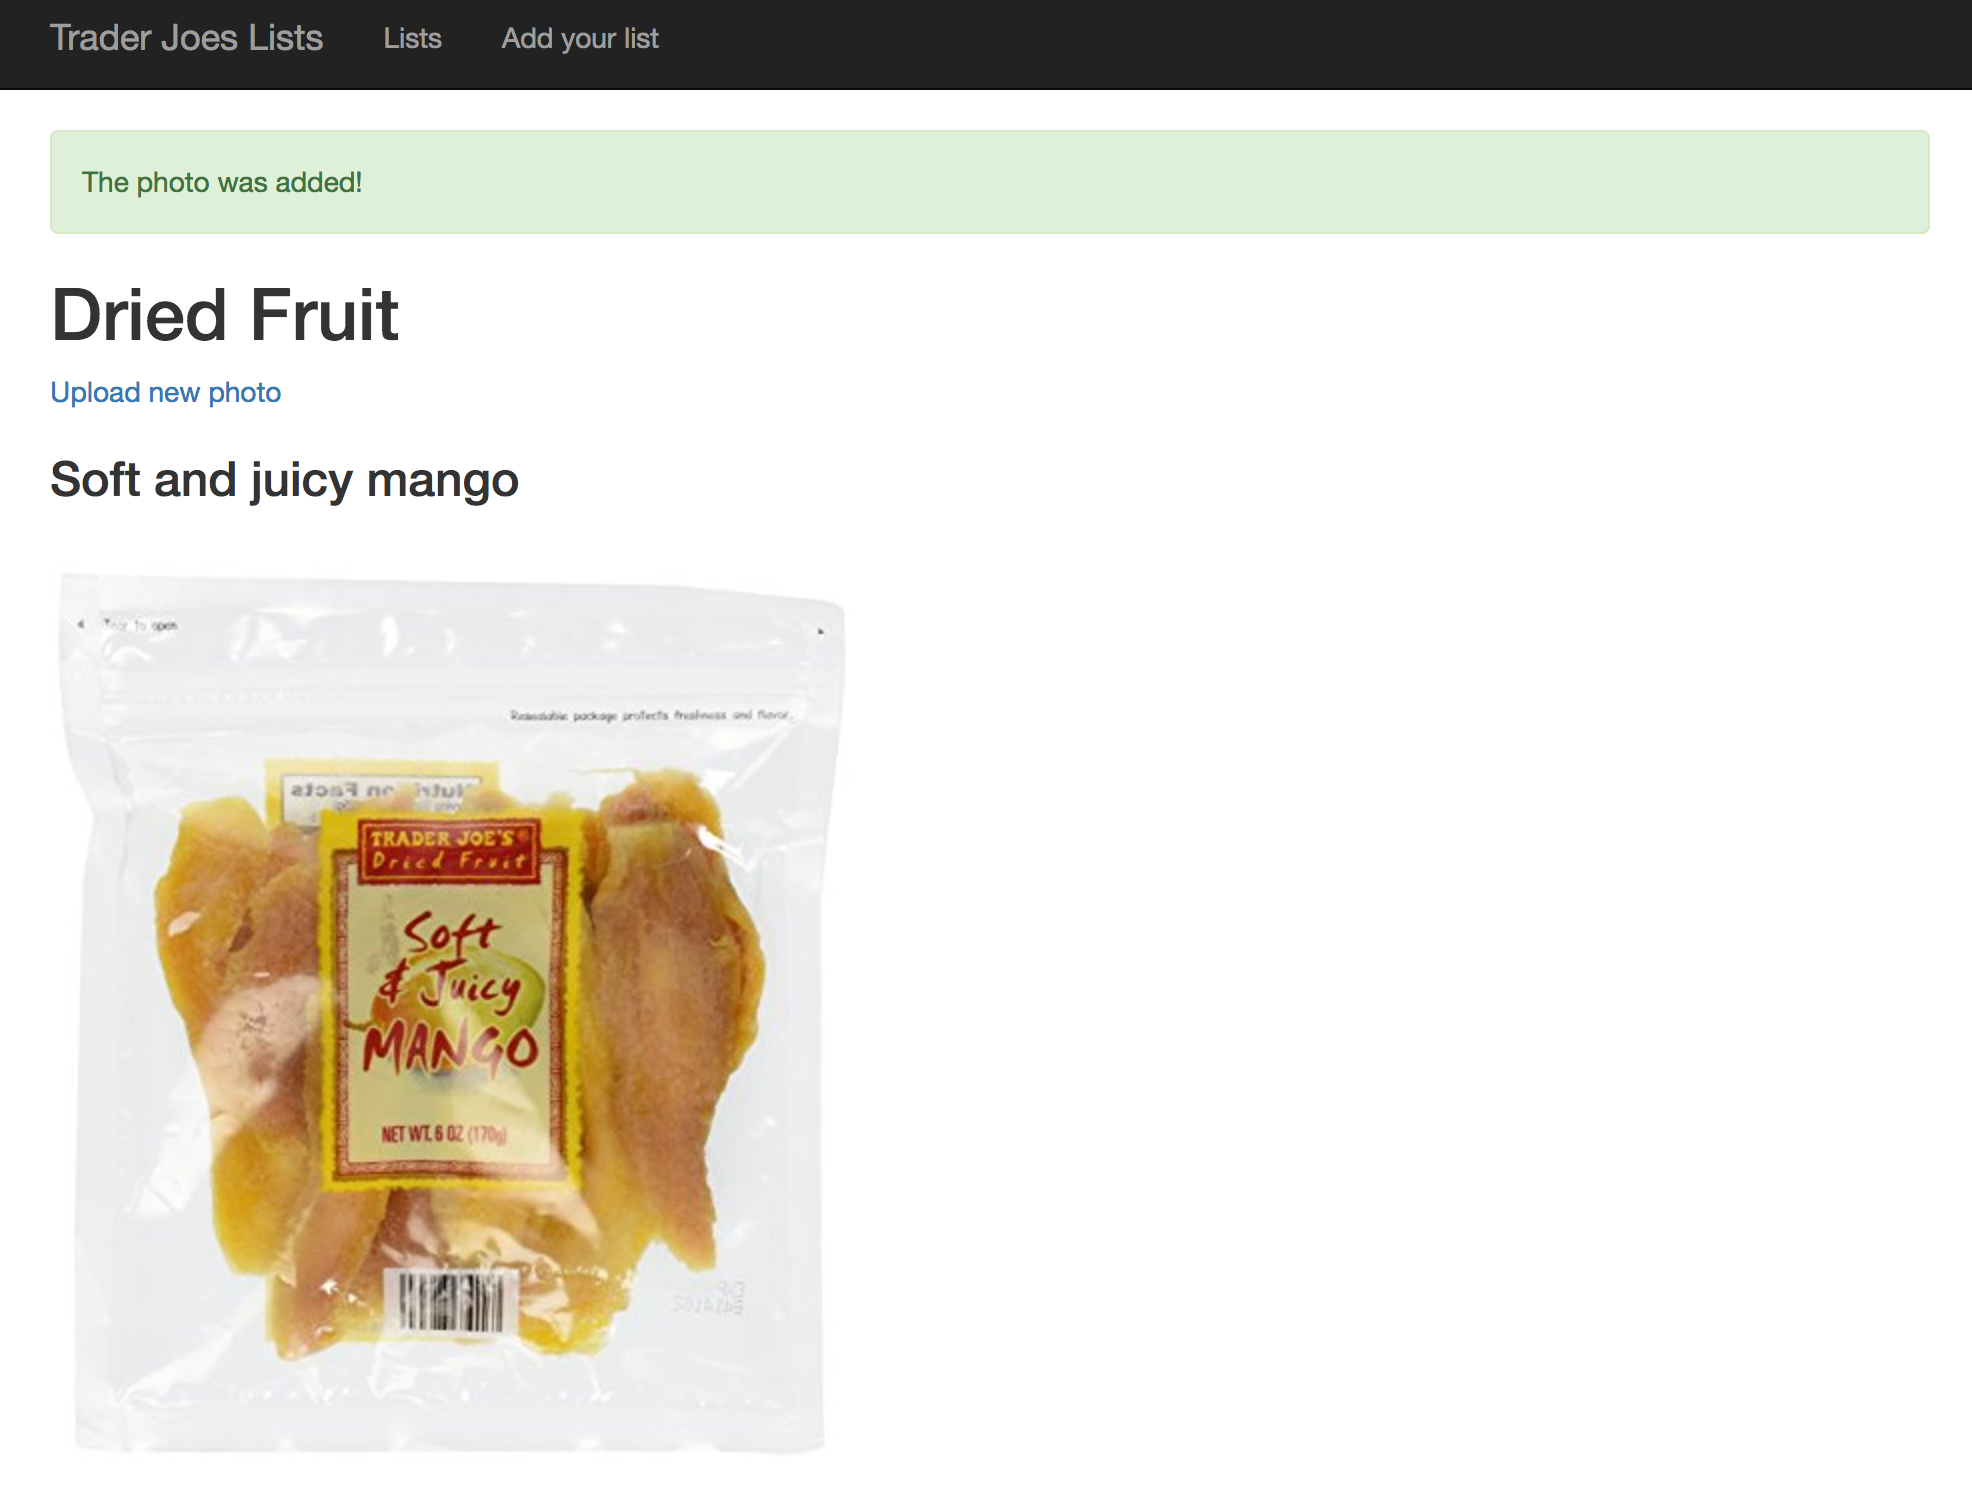 Trader Joes Lists Lists Add your list
The photo was added!
Dried Fruit
Upload new photo
Soft and juicy mango
Tear to open
Resealable package protects freshness and flavor.
Nutrition Facts
TRADER JOE'S®
Dried Fruit
Soft
& Juicy
MANGO
NET WT. 6 OZ (170g)